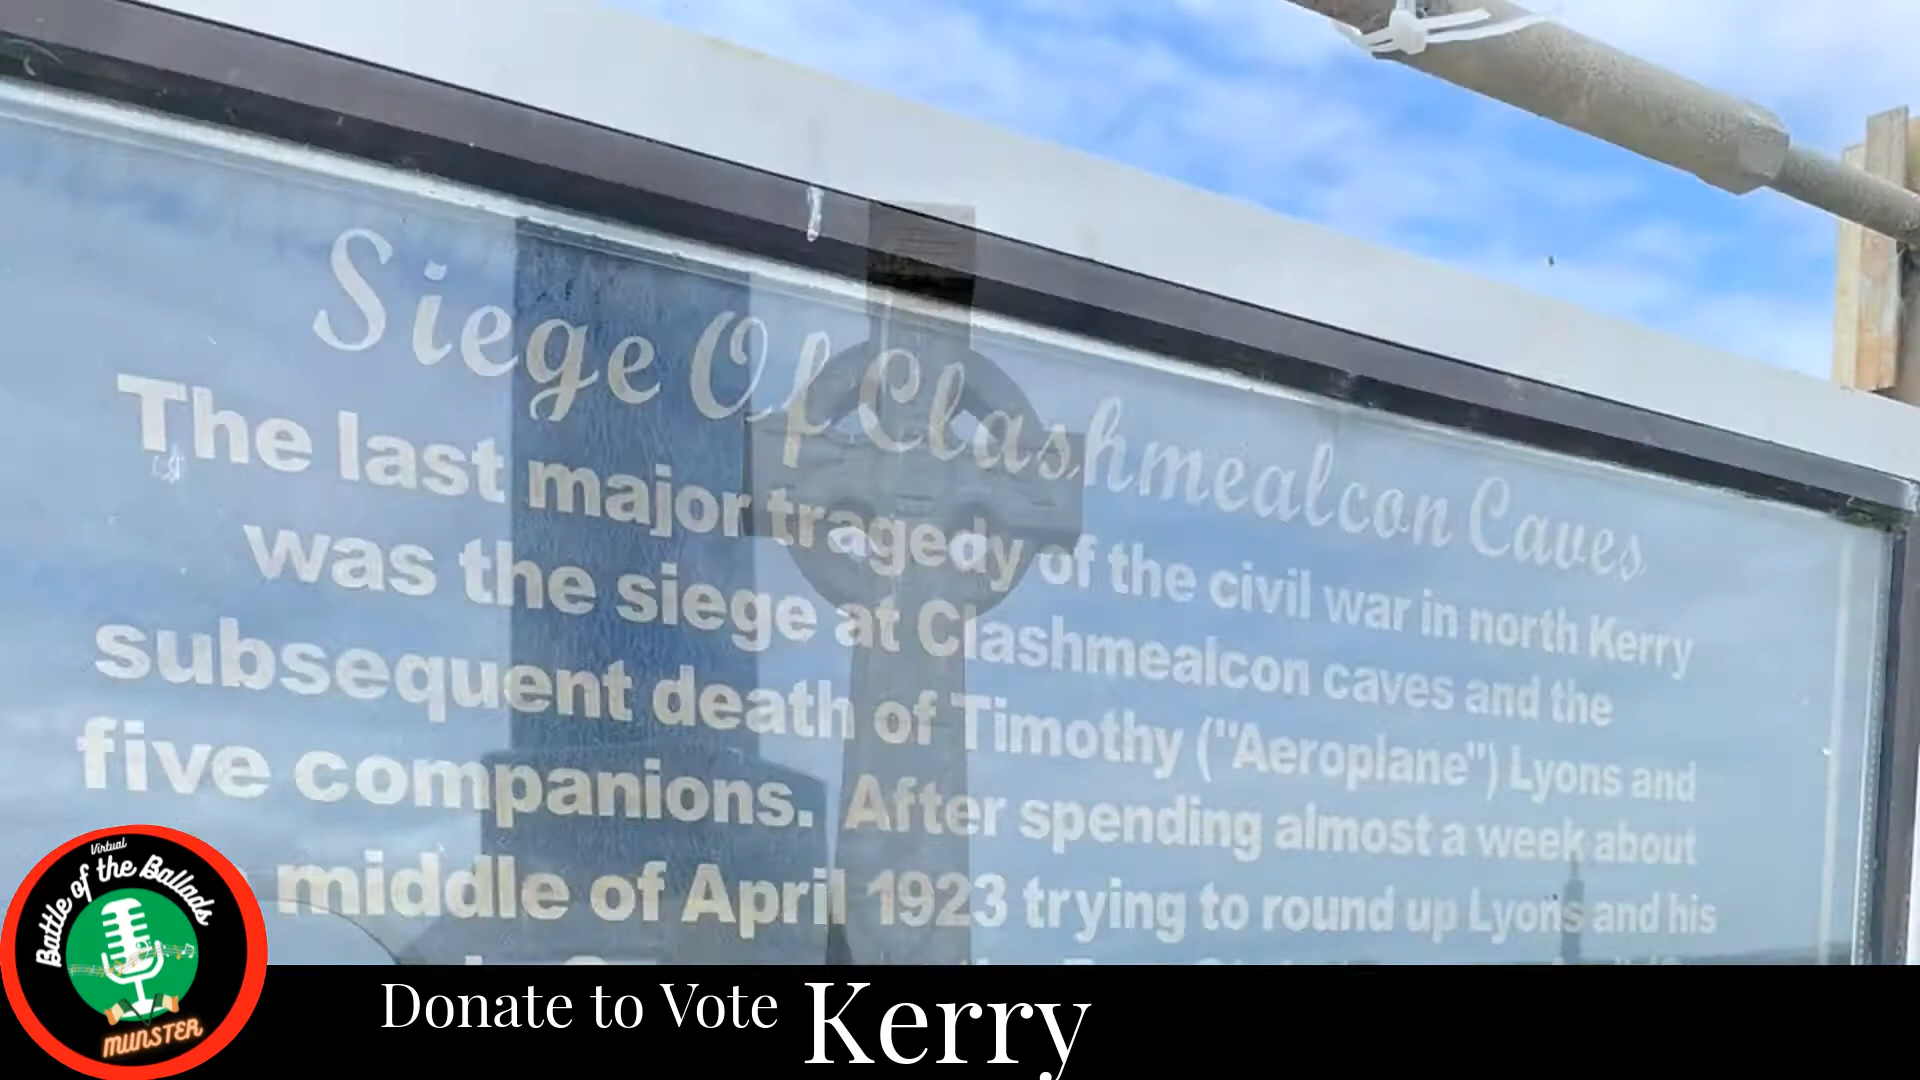 Siege Of Clashmealcon Caves
The last major tragedy of the civil war in north Kerry
was the siege at Clashmealcon caves and the
subsequent death of Timothy ("Aeroplane") Lyons and
five companions. After spending almost a week about
middle of April 1923 trying to round up Lyons and his
Virtual
Battle of the Ballads
MUNSTER
Donate to Vote Kerry